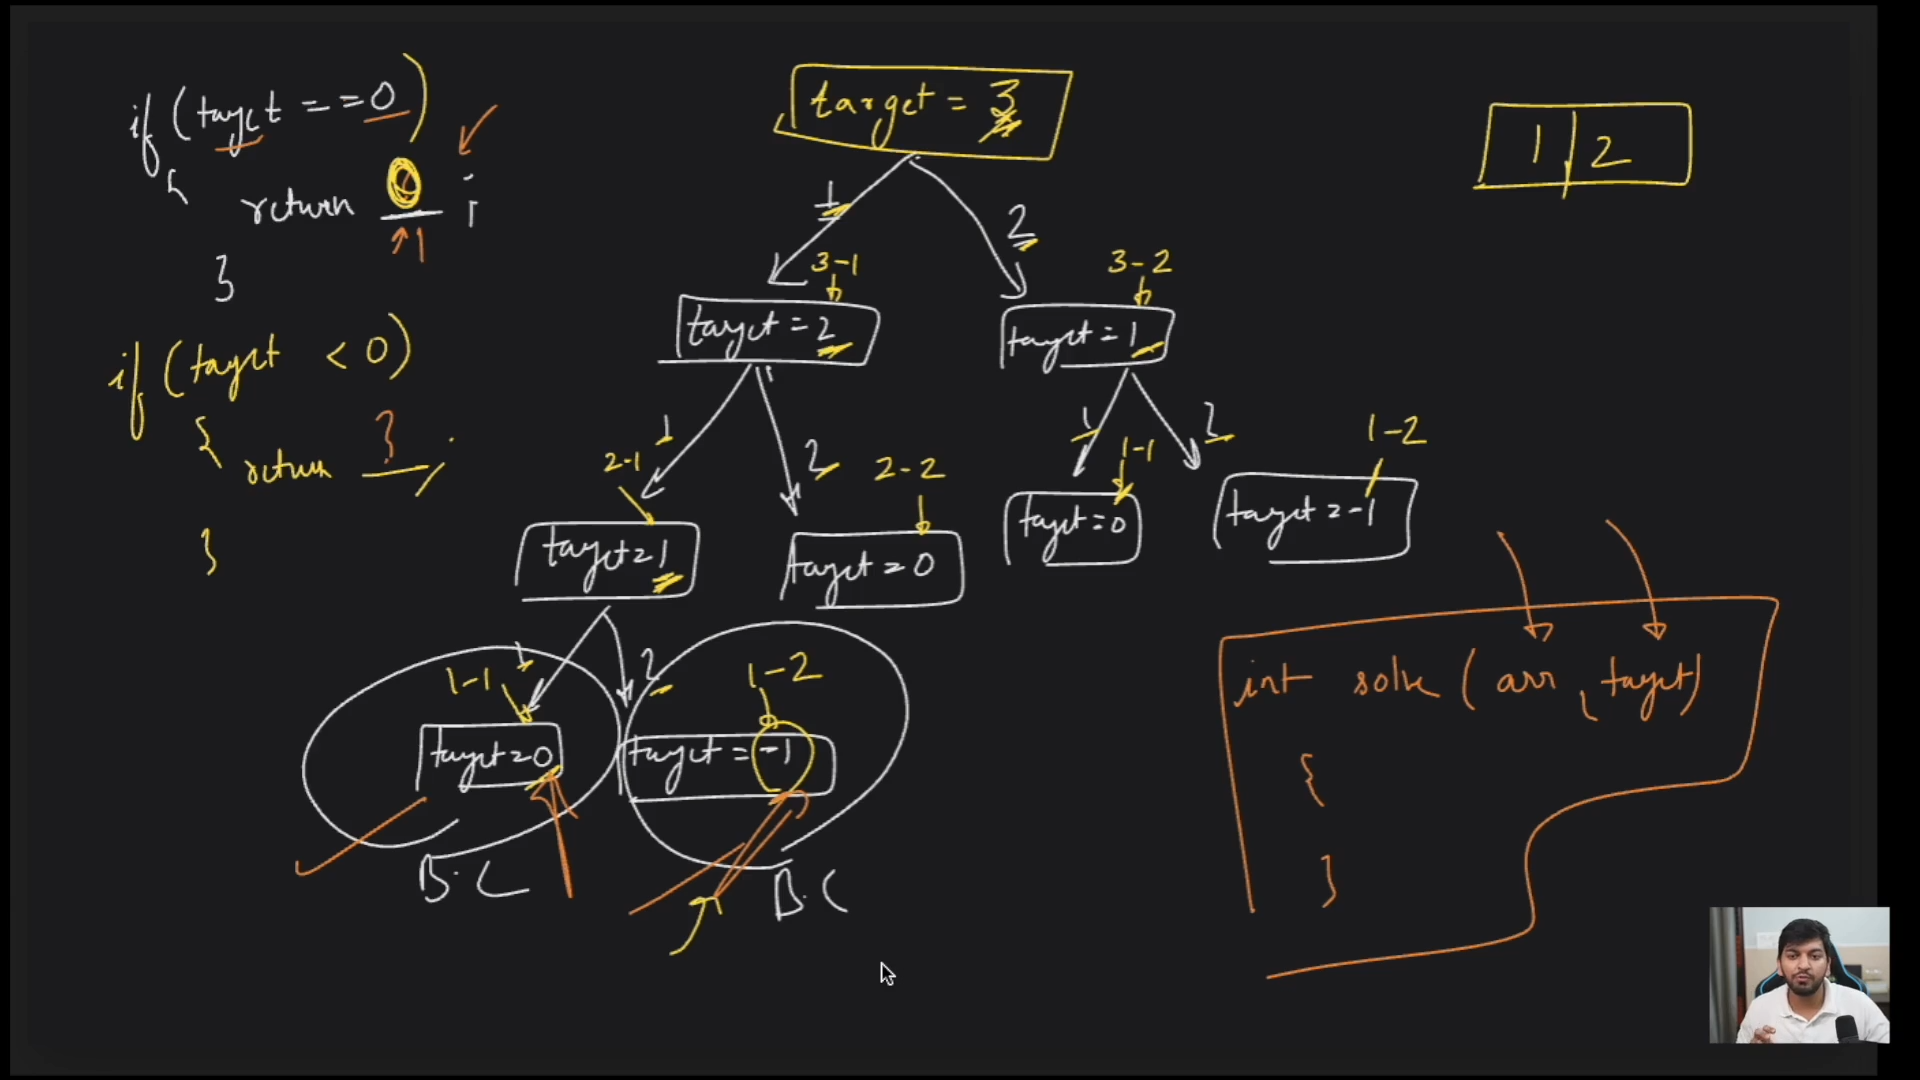 if (target == 0)
{
return 0 ;
↑1
}
if (target < 0)
{
return ? ;
}
target = 3
1 2
1
2
3-1
3-2
target = 2
target = 1
1
2
1
2
2-1
2-2
1-1
1-2
target = 1
target = 0
target = 0
target = -1
1
2
1-1
1-2
target = 0
target = -1
B.C
B.C
int solve (arr, target)
{
}